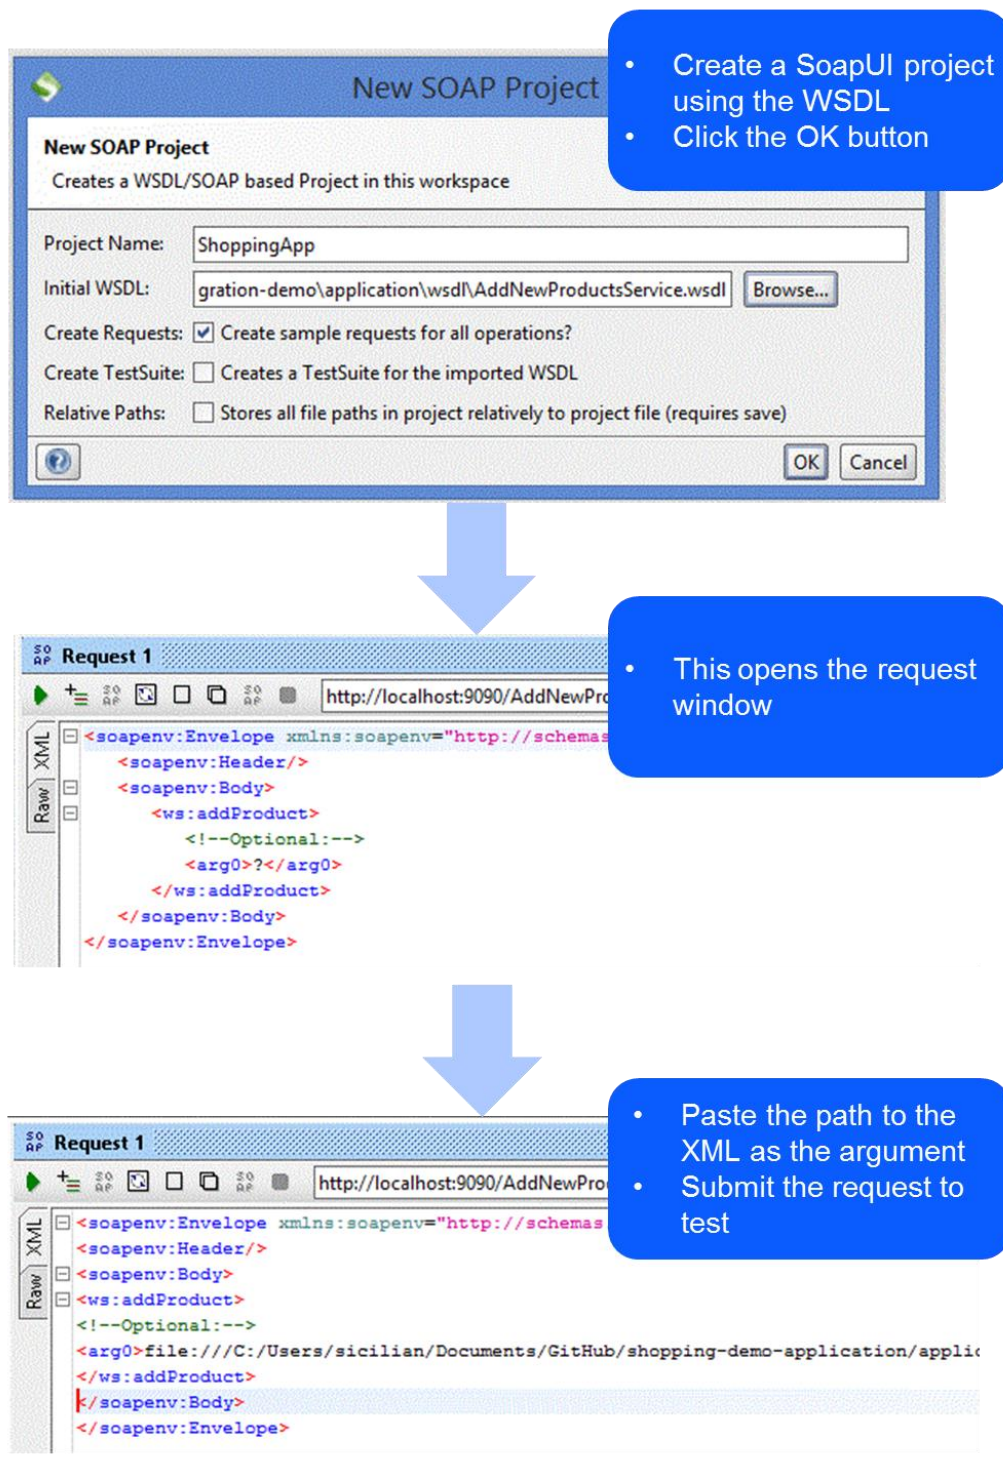 New SOAP Project
• Create a SoapUI project
using the WSDL
• Click the OK button
New SOAP Project
Creates a WSDL/SOAP based Project in this workspace
Project Name: ShoppingApp
Initial WSDL: gration-demo\application\wsdl\AddNewProductsService.wsdl Browse...
Create Requests: Create sample requests for all operations?
Create TestSuite: Creates a TestSuite for the imported WSDL
Relative Paths: Stores all file paths in project relatively to project file (requires save)
OK Cancel
SOAP Request 1
• This opens the request
window
http://localhost:9090/AddNewPro
XML
Raw
<soapenv:Envelope xmlns:soapenv="http://schemas
<soapenv:Header/>
<soapenv:Body>
<ws:addProduct>
<!--Optional:-->
<arg0>?</arg0>
</ws:addProduct>
</soapenv:Body>
</soapenv:Envelope>
• Paste the path to the
XML as the argument
• Submit the request to
test
SOAP Request 1
http://localhost:9090/AddNewPro
XML
Raw
<soapenv:Envelope xmlns:soapenv="http://schemas.
<soapenv:Header/>
<soapenv:Body>
<ws:addProduct>
<!--Optional:-->
<arg0>file:///C:/Users/sicilian/Documents/GitHub/shopping-demo-application/applic
</ws:addProduct>
</soapenv:Body>
</soapenv:Envelope>